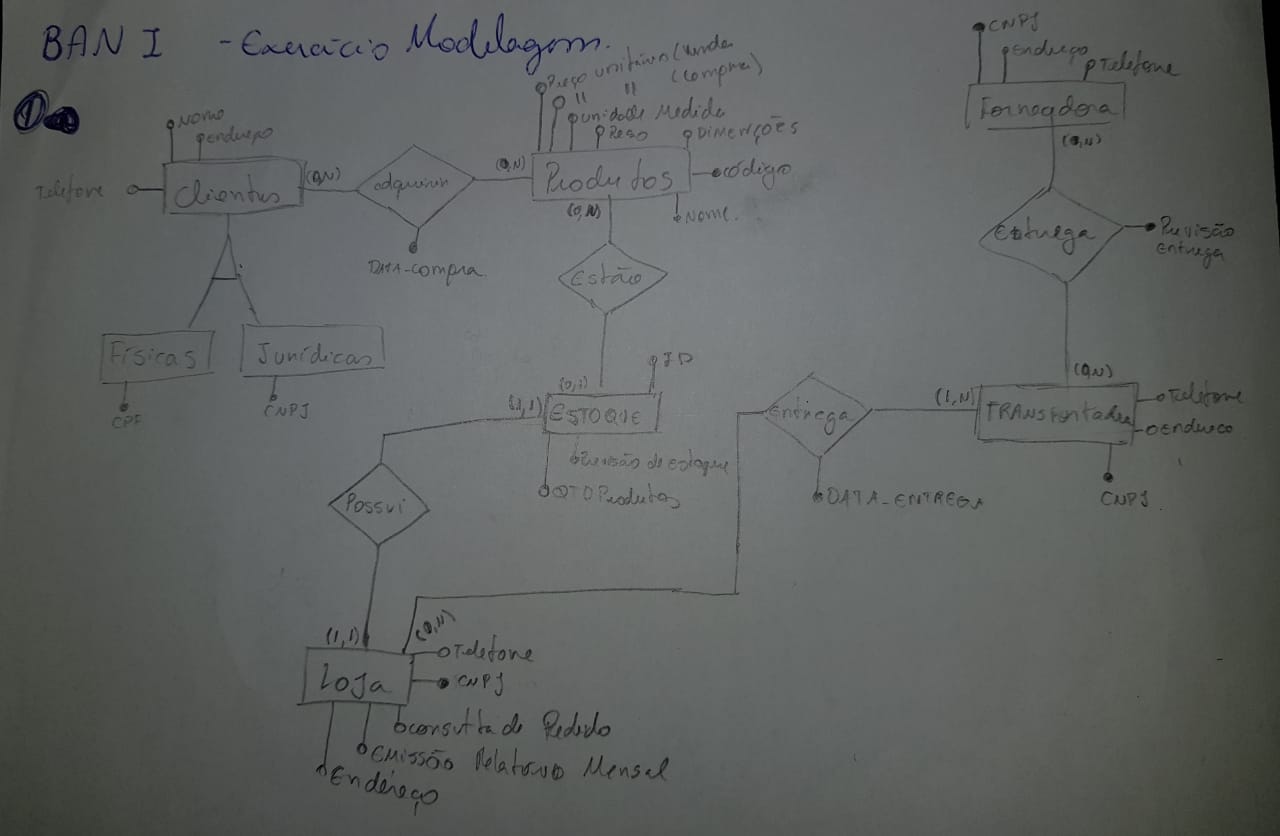 BAN I - Exercício Modelagem.
1
Nome
Endereço
Telefone
Clientes
(0,N)
adquirir
DATA-compra
(0,N)
Preço unitário (Venda
" " (compra)
unidade Medida
Peso
DIMENÇÕES
Produtos
código
Nome.
(0,N)
CNPJ
Endereço
Telefone
Fornecedora
(0,N)
Entrega
Previsão
Entrega
Estão
Físicas
CPF
Jurídicas
CNPJ
(0,1)
ID
(1,1)
ESTOQUE
Previsão de Estoque
QTD Produtos
Entrega
DATA_ENTREGA
(1,N)
(0,N)
Telefone
Endereco
CNPJ
Possui
(1,1)
(0,N)
Loja
Telefone
CNPJ
consulta de Pedido
EMISSÃO Relatório Mensal
Endereço